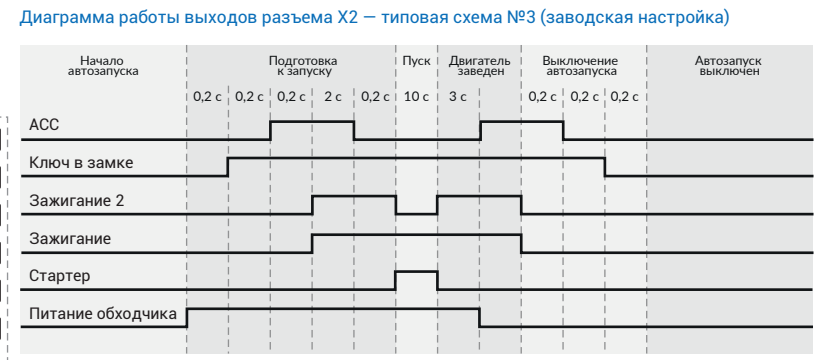 Диаграмма работы выходов разъема X2 — типовая схема №3 (заводская настройка)
Начало автозапуска
Подготовка к запуску
Пуск
Двигатель заведен
Выключение автозапуска
Автозапуск выключен
0,2 с 0,2 с 0,2 с 2 с 0,2 с 10 с 3 с 0,2 с 0,2 с 0,2 с
ACC
Ключ в замке
Зажигание 2
Зажигание
Стартер
Питание обходчика